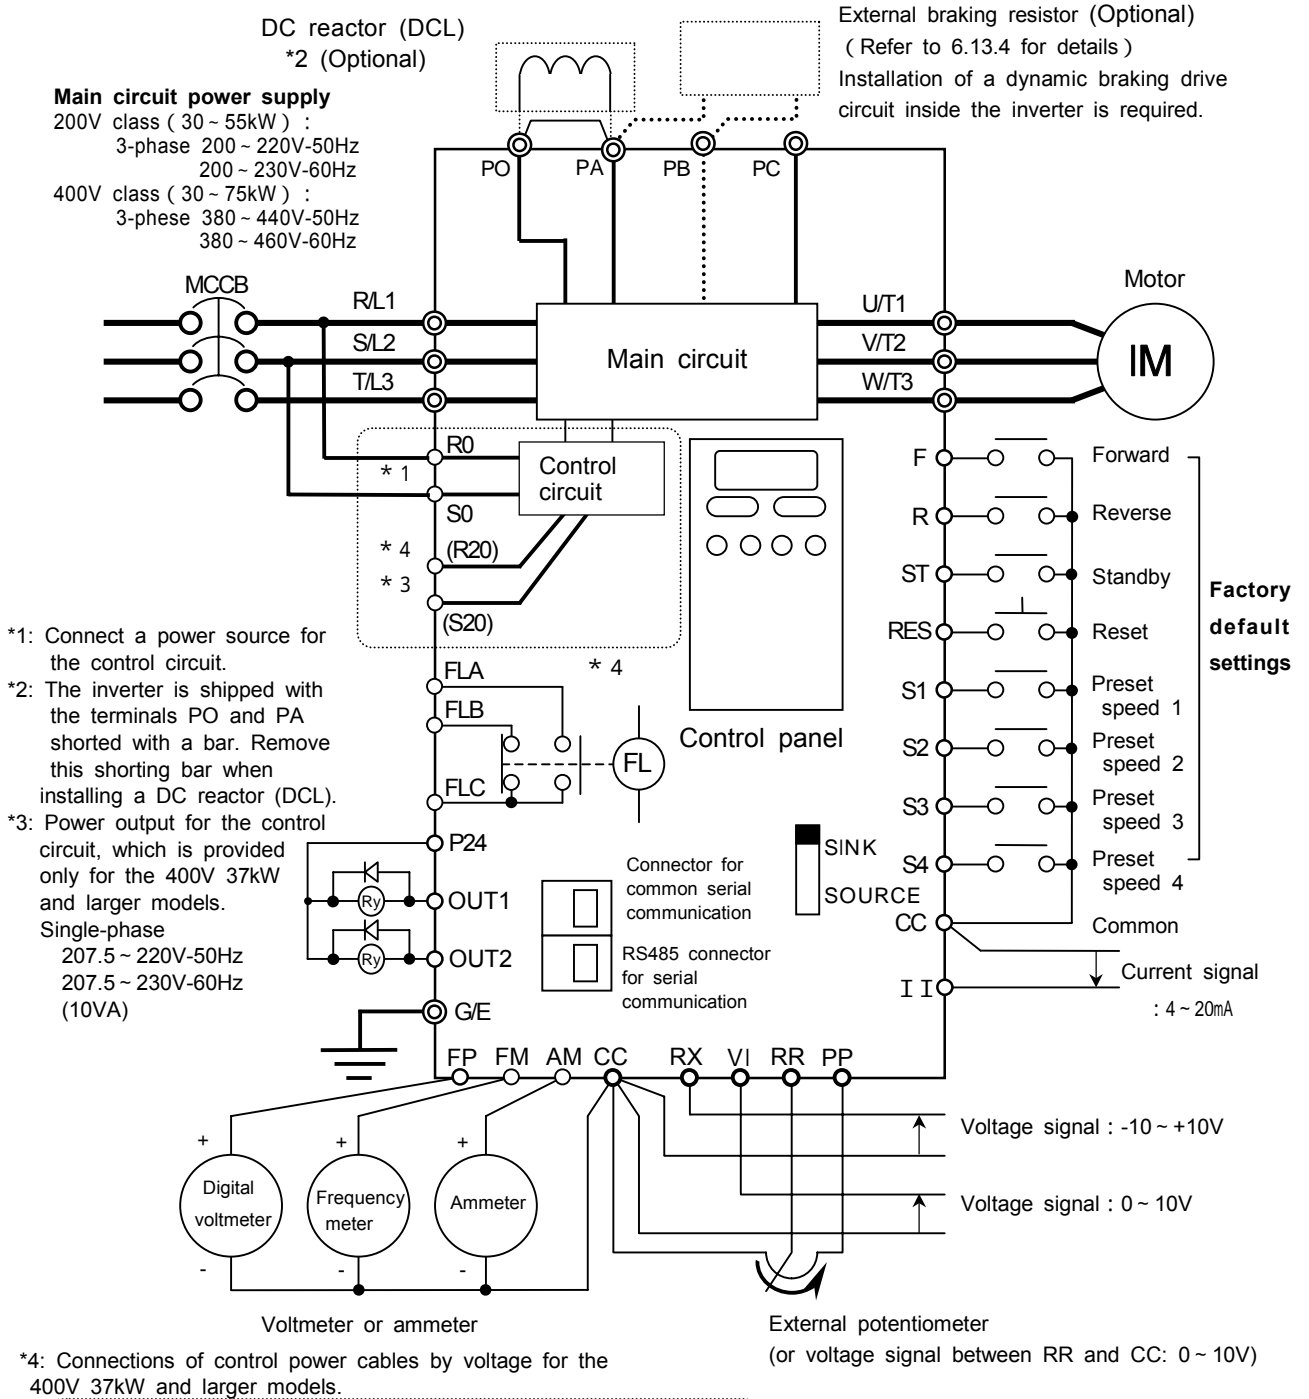 DC reactor (DCL)
*2 (Optional)
External braking resistor (Optional)
( Refer to 6.13.4 for details )
Installation of a dynamic braking drive
circuit inside the inverter is required.
Main circuit power supply
200V class ( 30 ~ 55kW ) :
3-phase 200 ~ 220V-50Hz
200 ~ 230V-60Hz
400V class ( 30 ~ 75kW ) :
3-phese 380 ~ 440V-50Hz
380 ~ 460V-60Hz
PO
PA
PB
PC
MCCB
R/L1
S/L2
T/L3
Main circuit
U/T1
V/T2
W/T3
Motor
IM
R0
* 1
S0
Control
circuit
* 4
(R20)
* 3
(S20)
* 4
F
Forward
R
Reverse
ST
Standby
RES
Reset
S1
Preset
speed 1
S2
Preset
speed 2
S3
Preset
speed 3
S4
Preset
speed 4
Factory
default
settings
CC
Common
I I
Current signal
: 4 ~ 20mA
*1: Connect a power source for
the control circuit.
*2: The inverter is shipped with
the terminals PO and PA
shorted with a bar. Remove
this shorting bar when
installing a DC reactor (DCL).
*3: Power output for the control
circuit, which is provided
only for the 400V 37kW
and larger models.
Single-phase
207.5 ~ 220V-50Hz
207.5 ~ 230V-60Hz
(10VA)
FLA
FLB
FLC
FL
Control panel
P24
Ry
OUT1
Ry
OUT2
G/E
Connector for
common serial
communication
RS485 connector
for serial
communication
SINK
SOURCE
FP FM AM CC RX VI RR PP
+
+
+
Digital
voltmeter
Frequency
meter
Ammeter
-
-
-
Voltage signal : -10 ~ +10V
Voltage signal : 0 ~ 10V
Voltmeter or ammeter
External potentiometer
(or voltage signal between RR and CC: 0 ~ 10V)
*4: Connections of control power cables by voltage for the
400V 37kW and larger models.